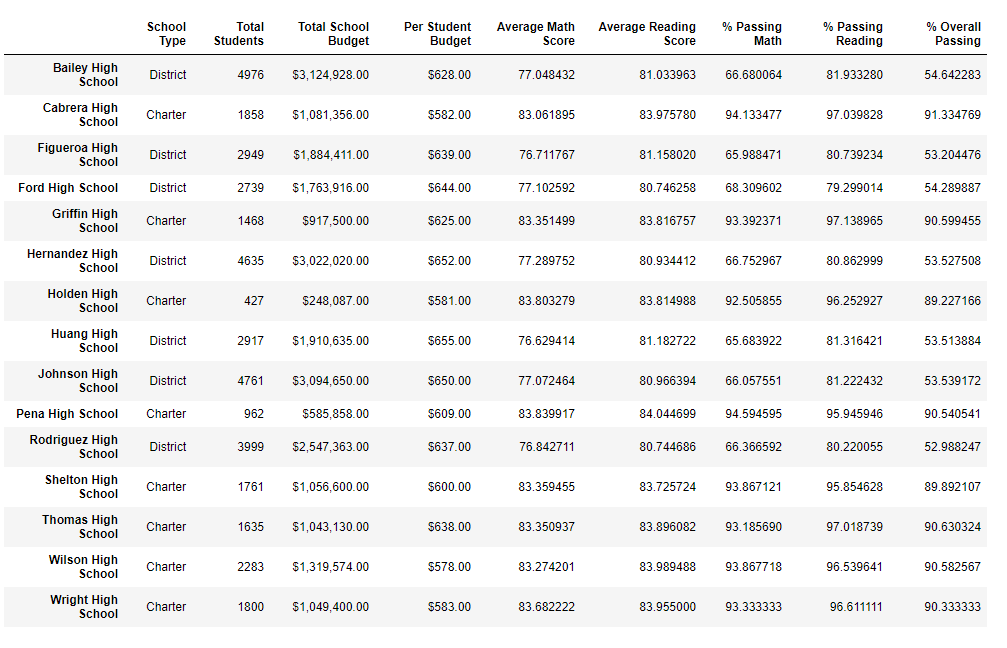 School Type Total Students Total School Budget Per Student Budget Average Math Score Average Reading Score % Passing Math % Passing Reading % Overall Passing
Bailey High School District 4976 $3,124,928.00 $628.00 77.048432 81.033963 66.680064 81.933280 54.642283
Cabrera High School Charter 1858 $1,081,356.00 $582.00 83.061895 83.975780 94.133477 97.039828 91.334769
Figueroa High School District 2949 $1,884,411.00 $639.00 76.711767 81.158020 65.988471 80.739234 53.204476
Ford High School District 2739 $1,763,916.00 $644.00 77.102592 80.746258 68.309602 79.299014 54.289887
Griffin High School Charter 1468 $917,500.00 $625.00 83.351499 83.816757 93.392371 97.138965 90.599455
Hernandez High School District 4635 $3,022,020.00 $652.00 77.289752 80.934412 66.752967 80.862999 53.527508
Holden High School Charter 427 $248,087.00 $581.00 83.803279 83.814988 92.505855 96.252927 89.227166
Huang High School District 2917 $1,910,635.00 $655.00 76.629414 81.182722 65.683922 81.316421 53.513884
Johnson High School District 4761 $3,094,650.00 $650.00 77.072464 80.966394 66.057551 81.222432 53.539172
Pena High School Charter 962 $585,858.00 $609.00 83.839917 84.044699 94.594595 95.945946 90.540541
Rodriguez High School District 3999 $2,547,363.00 $637.00 76.842711 80.744686 66.366592 80.220055 52.988247
Shelton High School Charter 1761 $1,056,600.00 $600.00 83.359455 83.725724 93.867121 95.854628 89.892107
Thomas High School Charter 1635 $1,043,130.00 $638.00 83.350937 83.896082 93.185690 97.018739 90.630324
Wilson High School Charter 2283 $1,319,574.00 $578.00 83.274201 83.989488 93.867718 96.539641 90.582567
Wright High School Charter 1800 $1,049,400.00 $583.00 83.682222 83.955000 93.333333 96.611111 90.333333